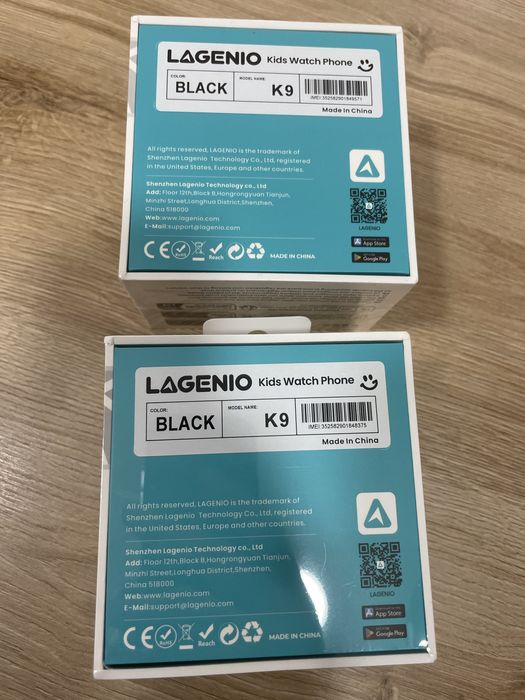 LAGENIO Kids Watch Phone
COLOR: MODEL NAME:
BLACK K9
IMEI:352582901849571
Made In China
All rights reserved, LAGENIO is the trademark of
Shenzhen Lagenio Technology Co., Ltd, registered
in the United States, Europe and other countries.
Shenzhen Lagenio Technology co., Ltd
Add: Floor 12th,Block B,Hongrongyuan Tianjun,
Minzhi Street,Longhua District,Shenzhen,
China 518000
Web:www.lagenio.com
E-Mail:support@lagenio.com
LAGENIO
App Store
Google Play
CE RoHS Reach MADE IN CHINA
LAGENIO Kids Watch Phone
COLOR: MODEL NAME:
BLACK K9
IMEI:352582901848375
Made In China
All rights reserved, LAGENIO is the trademark of
Shenzhen Lagenio Technology Co., Ltd, registered
in the United States, Europe and other countries.
Shenzhen Lagenio Technology co., Ltd
Add: Floor 12th,Block B,Hongrongyuan Tianjun,
Minzhi Street,Longhua District,Shenzhen,
China 518000
Web:www.lagenio.com
E-Mail:support@lagenio.com
LAGENIO
App Store
Google Play
CE RoHS Reach MADE IN CHINA